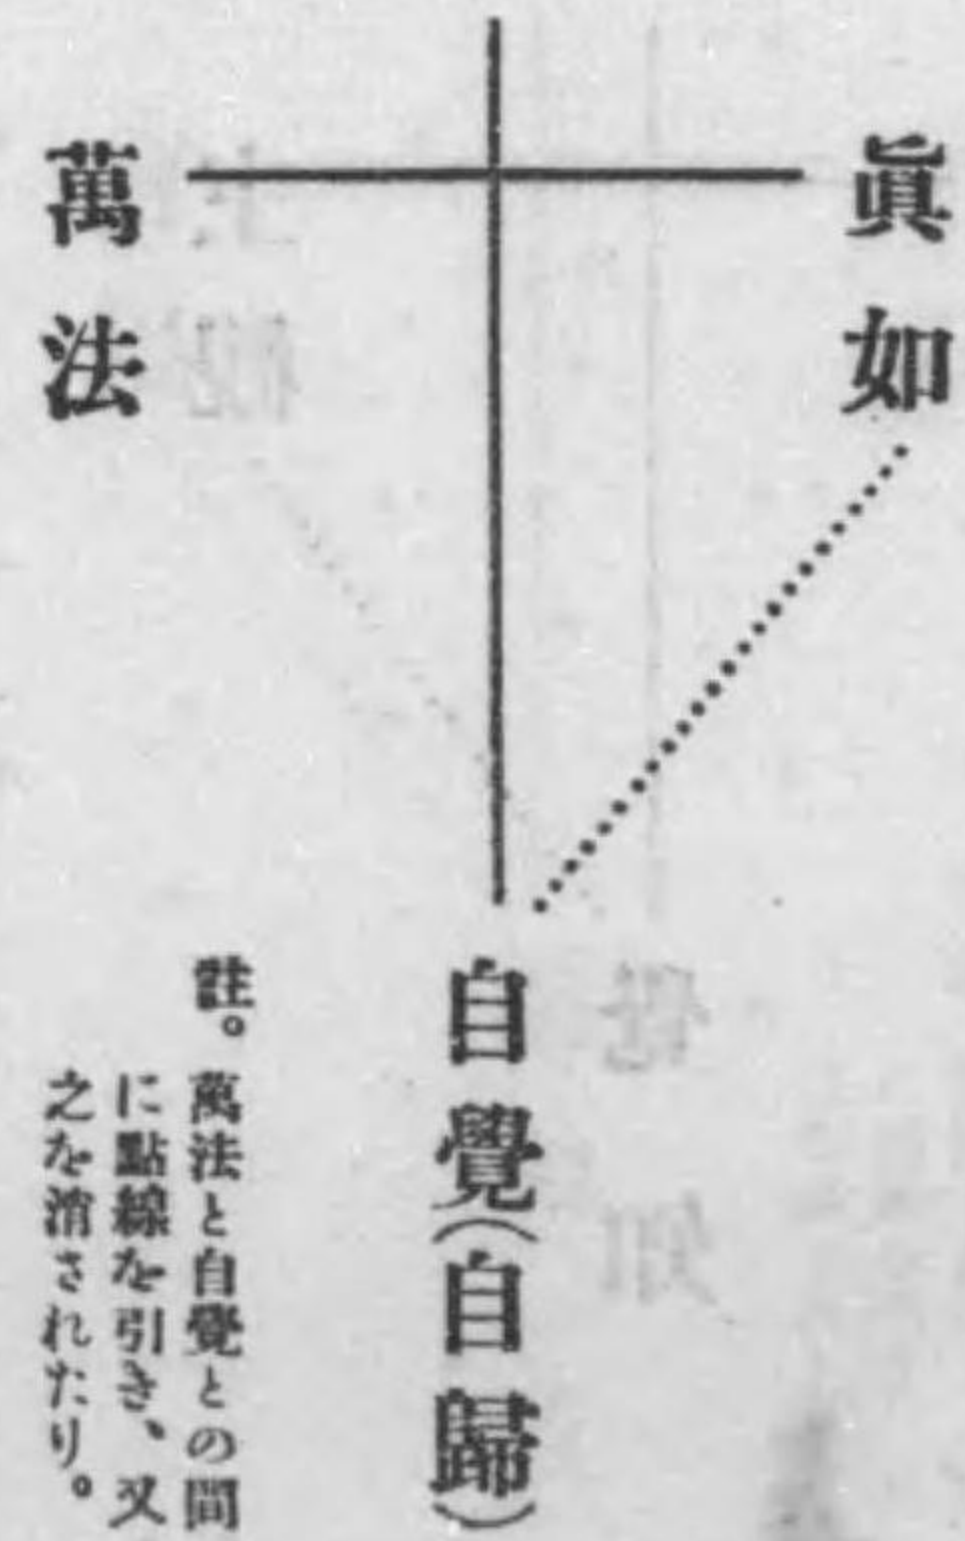 眞如
萬法
自覺(自歸)
註。萬法と自覺との間
に點線を引き、又
之を消されたり。